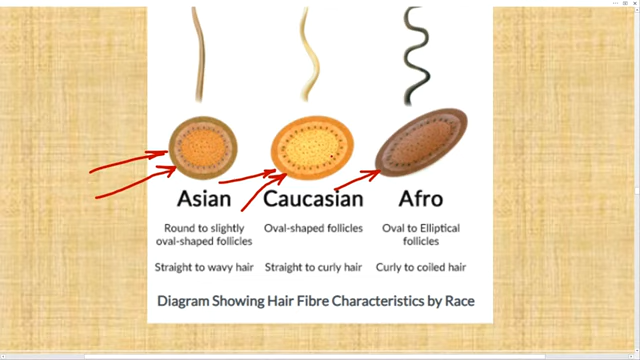 Asian Caucasian Afro
Round to slightly oval-shaped follicles
Oval-shaped follicles
Oval to Elliptical follicles
Straight to wavy hair Straight to curly hair Curly to coiled hair
Diagram Showing Hair Fibre Characteristics by Race